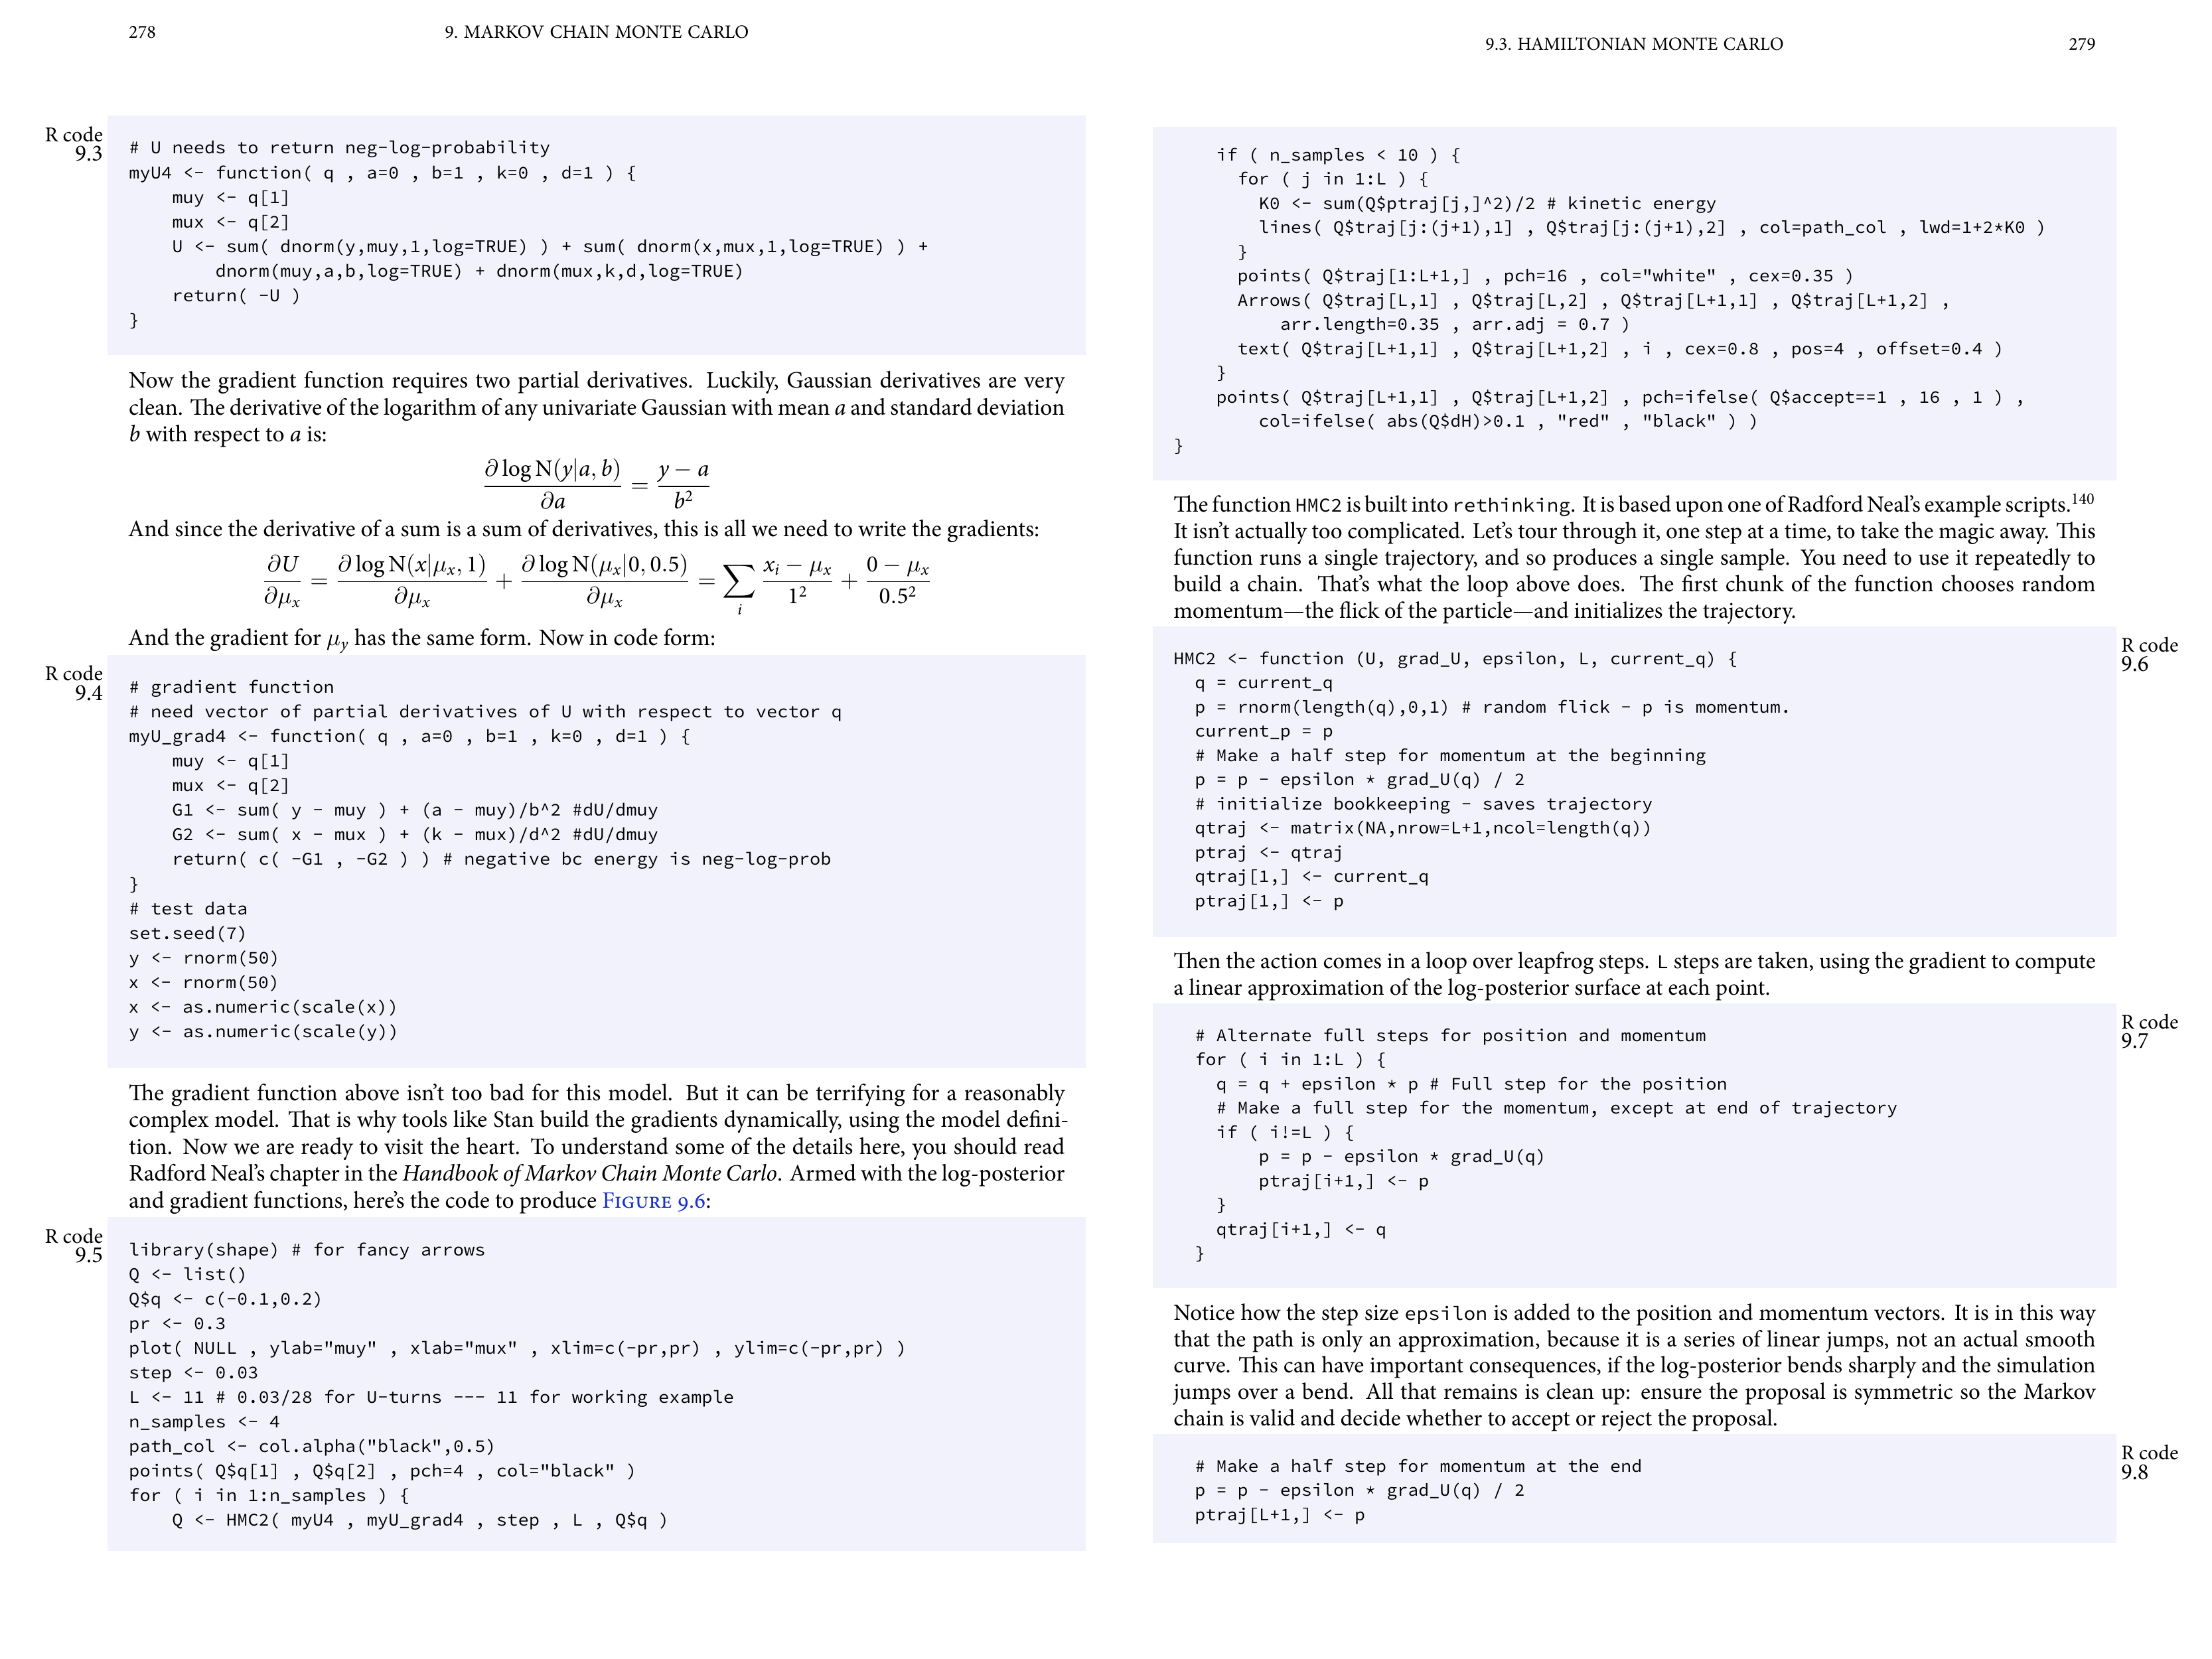 278
9. MARKOV CHAIN MONTE CARLO
R code
9.3
# U needs to return neg-log-probability
myU4 <- function( q , a=0 , b=1 , k=0 , d=1 ) {
    muy <- q[1]
    mux <- q[2]
    U <- sum( dnorm(y,muy,1,log=TRUE) ) + sum( dnorm(x,mux,1,log=TRUE) ) +
        dnorm(muy,a,b,log=TRUE) + dnorm(mux,k,d,log=TRUE)
    return( -U )
}
Now the gradient function requires two partial derivatives. Luckily, Gaussian derivatives are very
clean. The derivative of the logarithm of any univariate Gaussian with mean a and standard deviation
b with respect to a is:
∂ log N(y|a, b) / ∂a = (y − a) / b²
And since the derivative of a sum is a sum of derivatives, this is all we need to write the gradients:
∂U/∂μₓ = ∂ log N(x|μₓ, 1)/∂μₓ + ∂ log N(μₓ|0, 0.5)/∂μₓ = ∑ᵢ (xᵢ − μₓ)/1² + (0 − μₓ)/0.5²
And the gradient for μ_y has the same form. Now in code form:
R code
9.4
# gradient function
# need vector of partial derivatives of U with respect to vector q
myU_grad4 <- function( q , a=0 , b=1 , k=0 , d=1 ) {
    muy <- q[1]
    mux <- q[2]
    G1 <- sum( y - muy ) + (a - muy)/b^2 #dU/dmuy
    G2 <- sum( x - mux ) + (k - mux)/d^2 #dU/dmuy
    return( c( -G1 , -G2 ) ) # negative bc energy is neg-log-prob
}
# test data
set.seed(7)
y <- rnorm(50)
x <- rnorm(50)
x <- as.numeric(scale(x))
y <- as.numeric(scale(y))
The gradient function above isn't too bad for this model. But it can be terrifying for a reasonably
complex model. That is why tools like Stan build the gradients dynamically, using the model defini-
tion. Now we are ready to visit the heart. To understand some of the details here, you should read
Radford Neal's chapter in the Handbook of Markov Chain Monte Carlo. Armed with the log-posterior
and gradient functions, here's the code to produce FIGURE 9.6:
R code
9.5
library(shape) # for fancy arrows
Q <- list()
Q$q <- c(-0.1,0.2)
pr <- 0.3
plot( NULL , ylab="muy" , xlab="mux" , xlim=c(-pr,pr) , ylim=c(-pr,pr) )
step <- 0.03
L <- 11 # 0.03/28 for U-turns --- 11 for working example
n_samples <- 4
path_col <- col.alpha("black",0.5)
points( Q$q[1] , Q$q[2] , pch=4 , col="black" )
for ( i in 1:n_samples ) {
    Q <- HMC2( myU4 , myU_grad4 , step , L , Q$q )
9.3. HAMILTONIAN MONTE CARLO
279
    if ( n_samples < 10 ) {
      for ( j in 1:L ) {
        K0 <- sum(Q$ptraj[j,]^2)/2 # kinetic energy
        lines( Q$traj[j:(j+1),1] , Q$traj[j:(j+1),2] , col=path_col , lwd=1+2*K0 )
      }
      points( Q$traj[1:L+1,] , pch=16 , col="white" , cex=0.35 )
      Arrows( Q$traj[L,1] , Q$traj[L,2] , Q$traj[L+1,1] , Q$traj[L+1,2] ,
          arr.length=0.35 , arr.adj = 0.7 )
      text( Q$traj[L+1,1] , Q$traj[L+1,2] , i , cex=0.8 , pos=4 , offset=0.4 )
    }
    points( Q$traj[L+1,1] , Q$traj[L+1,2] , pch=ifelse( Q$accept==1 , 16 , 1 ) ,
        col=ifelse( abs(Q$dH)>0.1 , "red" , "black" ) )
}
The function HMC2 is built into rethinking. It is based upon one of Radford Neal's example scripts.¹⁴⁰
It isn't actually too complicated. Let's tour through it, one step at a time, to take the magic away. This
function runs a single trajectory, and so produces a single sample. You need to use it repeatedly to
build a chain. That's what the loop above does. The first chunk of the function chooses random
momentum—the flick of the particle—and initializes the trajectory.
R code
9.6
HMC2 <- function (U, grad_U, epsilon, L, current_q) {
  q = current_q
  p = rnorm(length(q),0,1) # random flick - p is momentum.
  current_p = p
  # Make a half step for momentum at the beginning
  p = p - epsilon * grad_U(q) / 2
  # initialize bookkeeping - saves trajectory
  qtraj <- matrix(NA,nrow=L+1,ncol=length(q))
  ptraj <- qtraj
  qtraj[1,] <- current_q
  ptraj[1,] <- p
Then the action comes in a loop over leapfrog steps. L steps are taken, using the gradient to compute
a linear approximation of the log-posterior surface at each point.
R code
9.7
  # Alternate full steps for position and momentum
  for ( i in 1:L ) {
    q = q + epsilon * p # Full step for the position
    # Make a full step for the momentum, except at end of trajectory
    if ( i!=L ) {
        p = p - epsilon * grad_U(q)
        ptraj[i+1,] <- p
    }
    qtraj[i+1,] <- q
  }
Notice how the step size epsilon is added to the position and momentum vectors. It is in this way
that the path is only an approximation, because it is a series of linear jumps, not an actual smooth
curve. This can have important consequences, if the log-posterior bends sharply and the simulation
jumps over a bend. All that remains is clean up: ensure the proposal is symmetric so the Markov
chain is valid and decide whether to accept or reject the proposal.
R code
9.8
  # Make a half step for momentum at the end
  p = p - epsilon * grad_U(q) / 2
  ptraj[L+1,] <- p